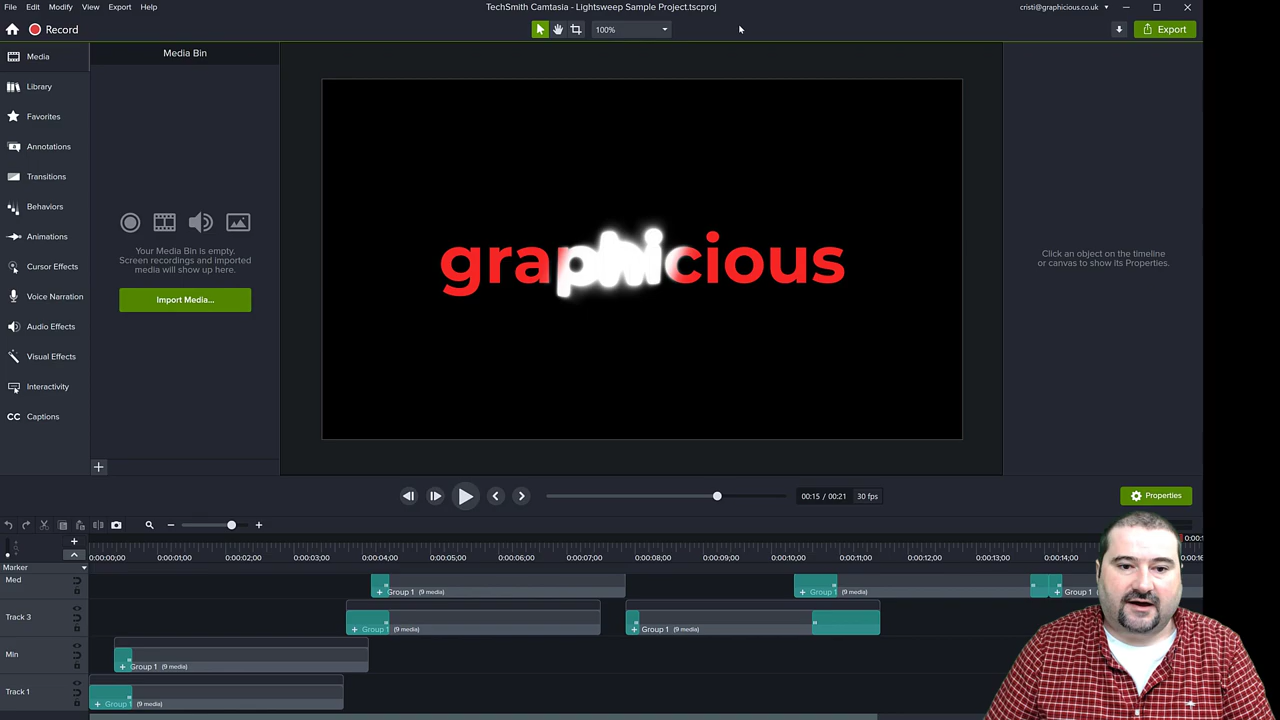 File Edit Modify View Export Help
TechSmith Camtasia - Lightsweep Sample Project.tscproj
cristi@graphicious.co.uk
Record
100%
Export
Media
Media Bin
Library
Favorites
Annotations
Transitions
Behaviors
Animations
Cursor Effects
Voice Narration
Audio Effects
Visual Effects
Interactivity
CC Captions
Your Media Bin is empty.
Screen recordings and imported
media will show up here.
Import Media...
graphicious
Click an object on the timeline
or canvas to show its Properties.
00:15 / 00:21 30 fps
Properties
Marker
0:00:00;00 0:00:01;00 0:00:02;00 0:00:03;00 0:00:04;00 0:00:05;00 0:00:06;00 0:00:07;00 0:00:08;00 0:00:09;00 0:00:10;00 0:00:11;00 0:00:12;00 0:00:13;00 0:00:14;00
Med
+ Group 1 (9 media) + Group 1 (9 media) + Group 1
Track 3
+ Group 1 (9 media) + Group 1 (9 media)
Min
+ Group 1 (9 media)
Track 1
+ Group 1 (9 media)